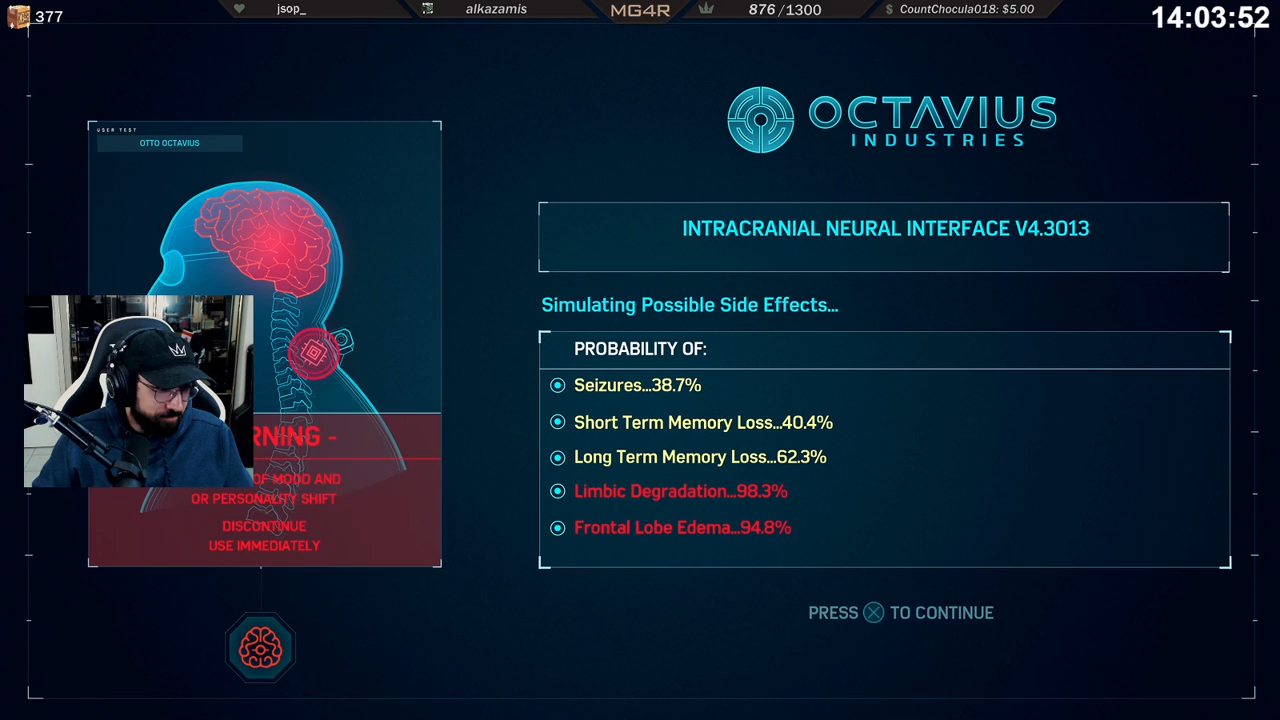 377
jsop_
alkazamis
MG4R
876 /1300
$ CountChocula018: $5.00
14:03:52
USER TEST
OTTO OCTAVIUS
OCTAVIUS
INDUSTRIES
INTRACRANIAL NEURAL INTERFACE V4.3013
Simulating Possible Side Effects...
PROBABILITY OF:
Seizures...38.7%
Short Term Memory Loss...40.4%
Long Term Memory Loss...62.3%
Limbic Degradation...98.3%
Frontal Lobe Edema...94.8%
RNING -
OF MOOD AND
OR PERSONALITY SHIFT
DISCONTINUE
USE IMMEDIATELY
PRESS TO CONTINUE